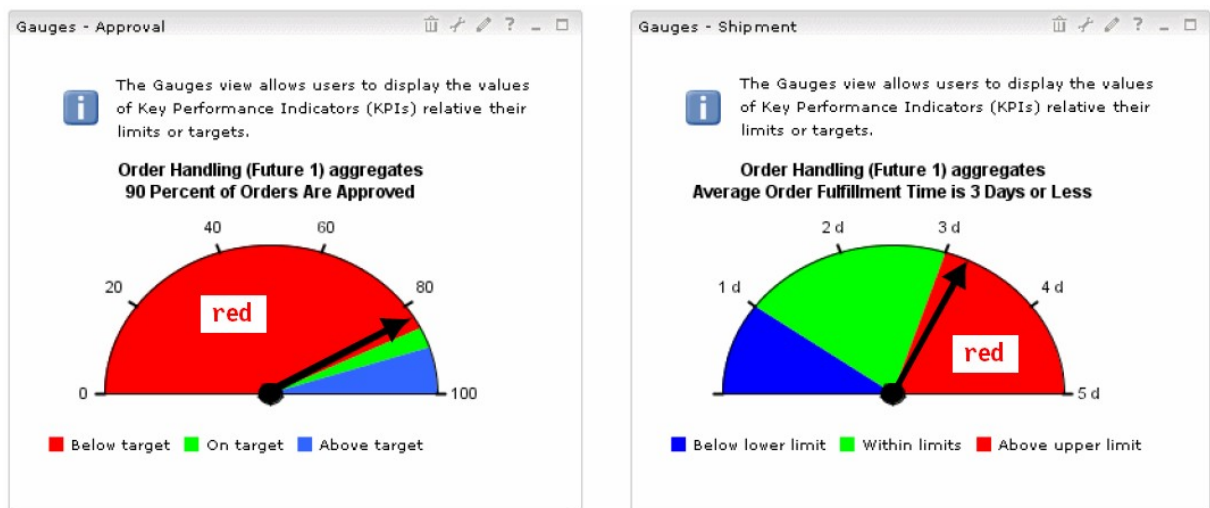 Gauges - Approval
The Gauges view allows users to display the values
of Key Performance Indicators (KPIs) relative their
limits or targets.
Order Handling (Future 1) aggregates
90 Percent of Orders Are Approved
0
20
40
60
80
100
red
Below target On target Above target
Gauges - Shipment
The Gauges view allows users to display the values
of Key Performance Indicators (KPIs) relative their
limits or targets.
Order Handling (Future 1) aggregates
Average Order Fulfillment Time is 3 Days or Less
1 d
2 d
3 d
4 d
5 d
red
Below lower limit Within limits Above upper limit